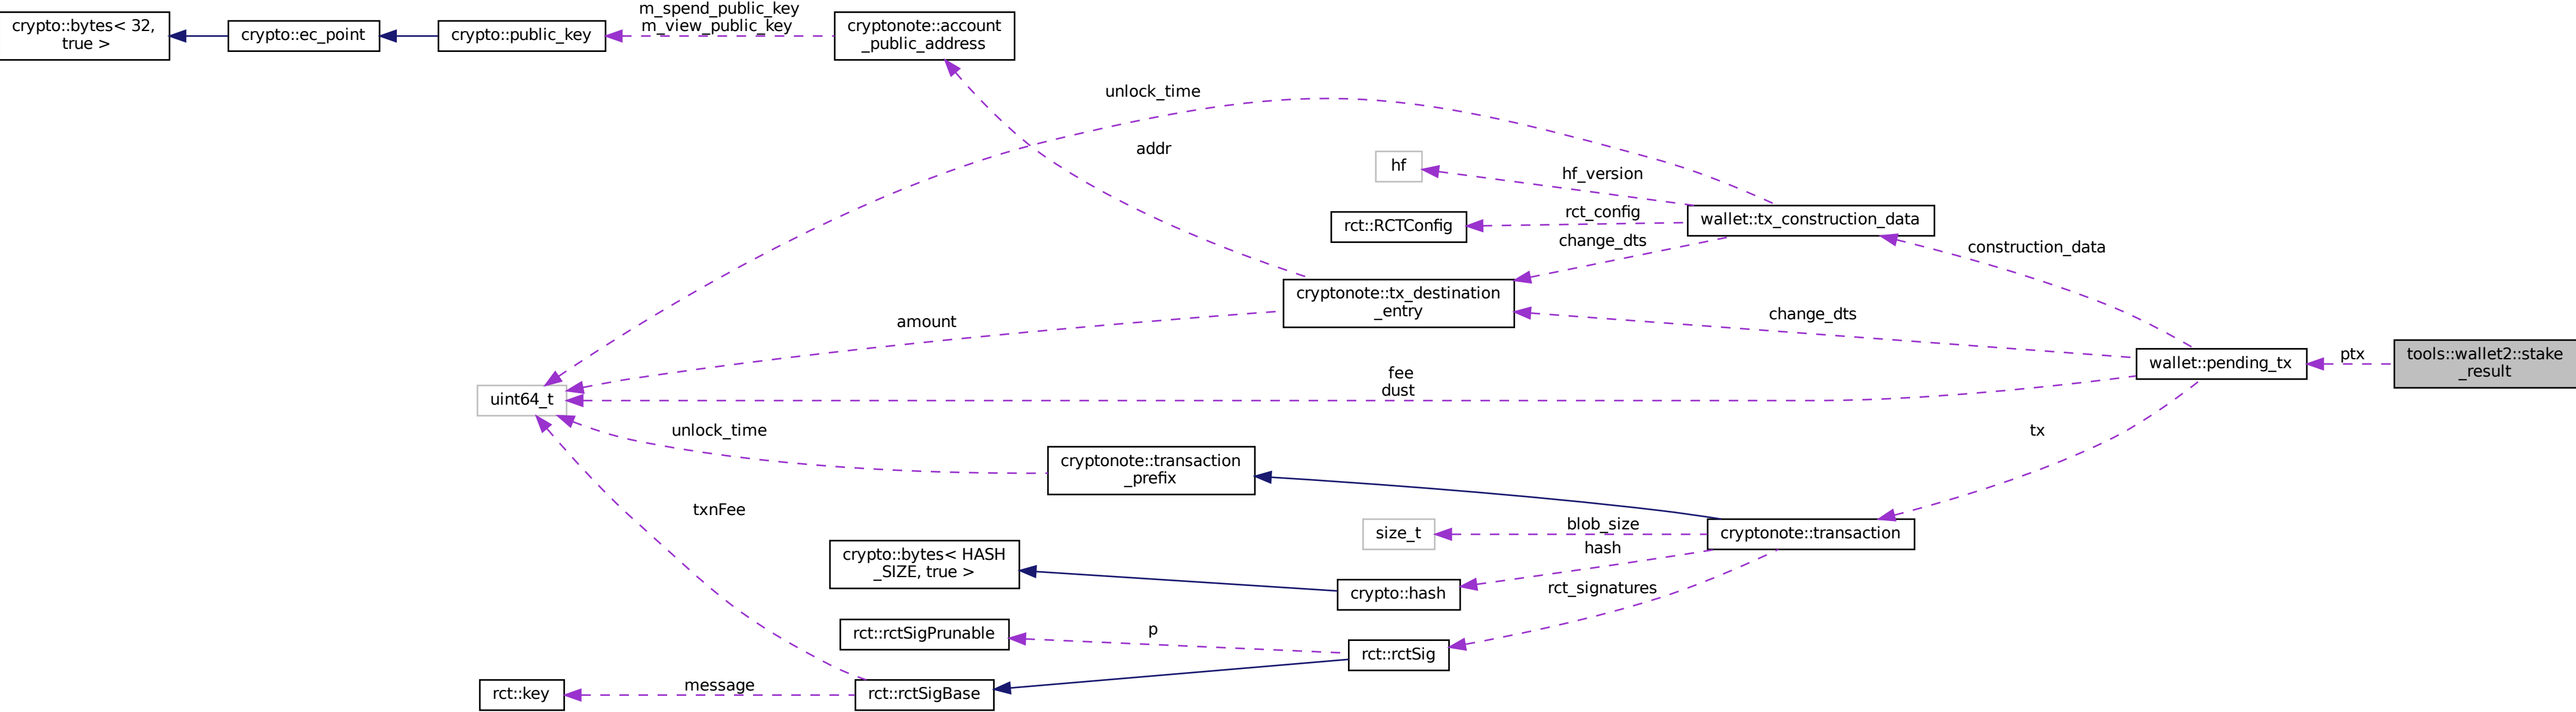 m_spend_public_key
m_view_public_key
crypto::bytes< 32,
true >
crypto::ec_point
crypto::public_key
cryptonote::account
_public_address
unlock_time
addr
hf
hf_version
rct::RCTConfig
rct_config
wallet::tx_construction_data
change_dts
construction_data
cryptonote::tx_destination
_entry
amount
change_dts
wallet::pending_tx
ptx
tools::wallet2::stake
_result
fee
dust
uint64_t
unlock_time
tx
cryptonote::transaction
_prefix
txnFee
size_t
blob_size
cryptonote::transaction
hash
crypto::bytes< HASH
_SIZE, true >
crypto::hash
rct_signatures
rct::rctSigPrunable
p
rct::rctSig
rct::key
message
rct::rctSigBase